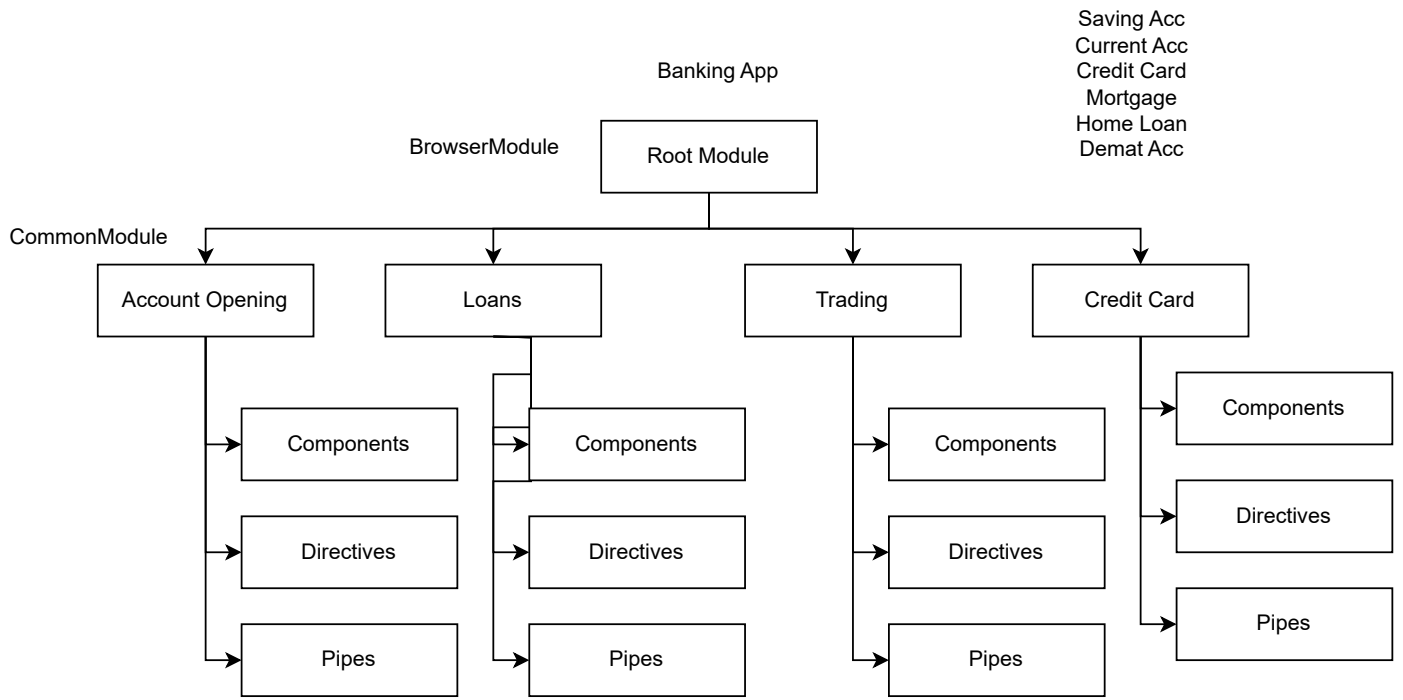 Saving Acc
Current Acc
Credit Card
Mortgage
Home Loan
Demat Acc
Banking App
BrowserModule
Root Module
CommonModule
Account Opening
Loans
Trading
Credit Card
Components
Components
Components
Components
Directives
Directives
Directives
Directives
Pipes
Pipes
Pipes
Pipes